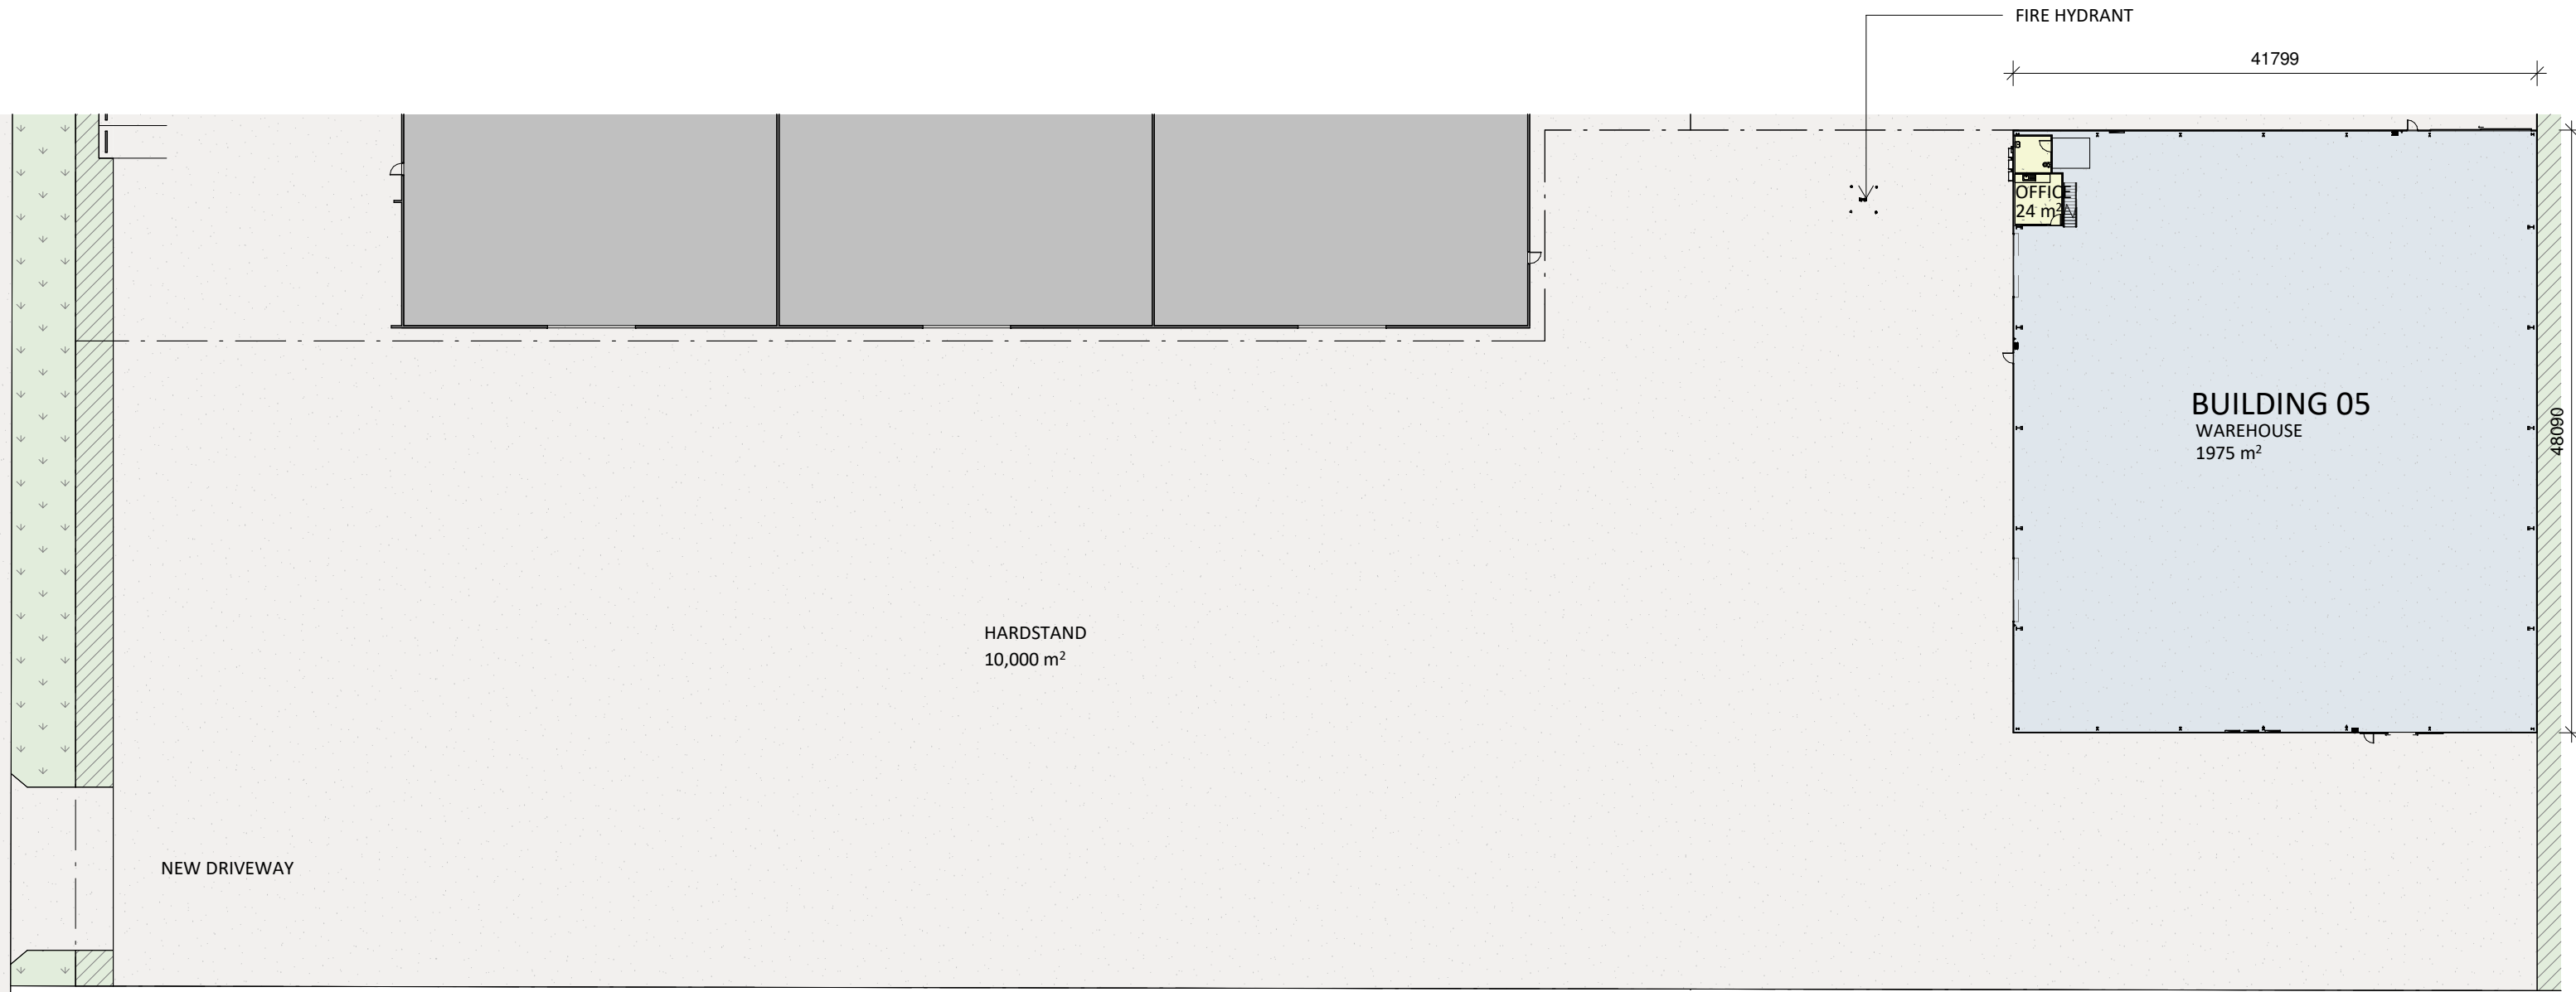 FIRE HYDRANT
41799
OFFICE
24 m²
BUILDING 05
WAREHOUSE
1975 m²
48090
HARDSTAND
10,000 m²
NEW DRIVEWAY